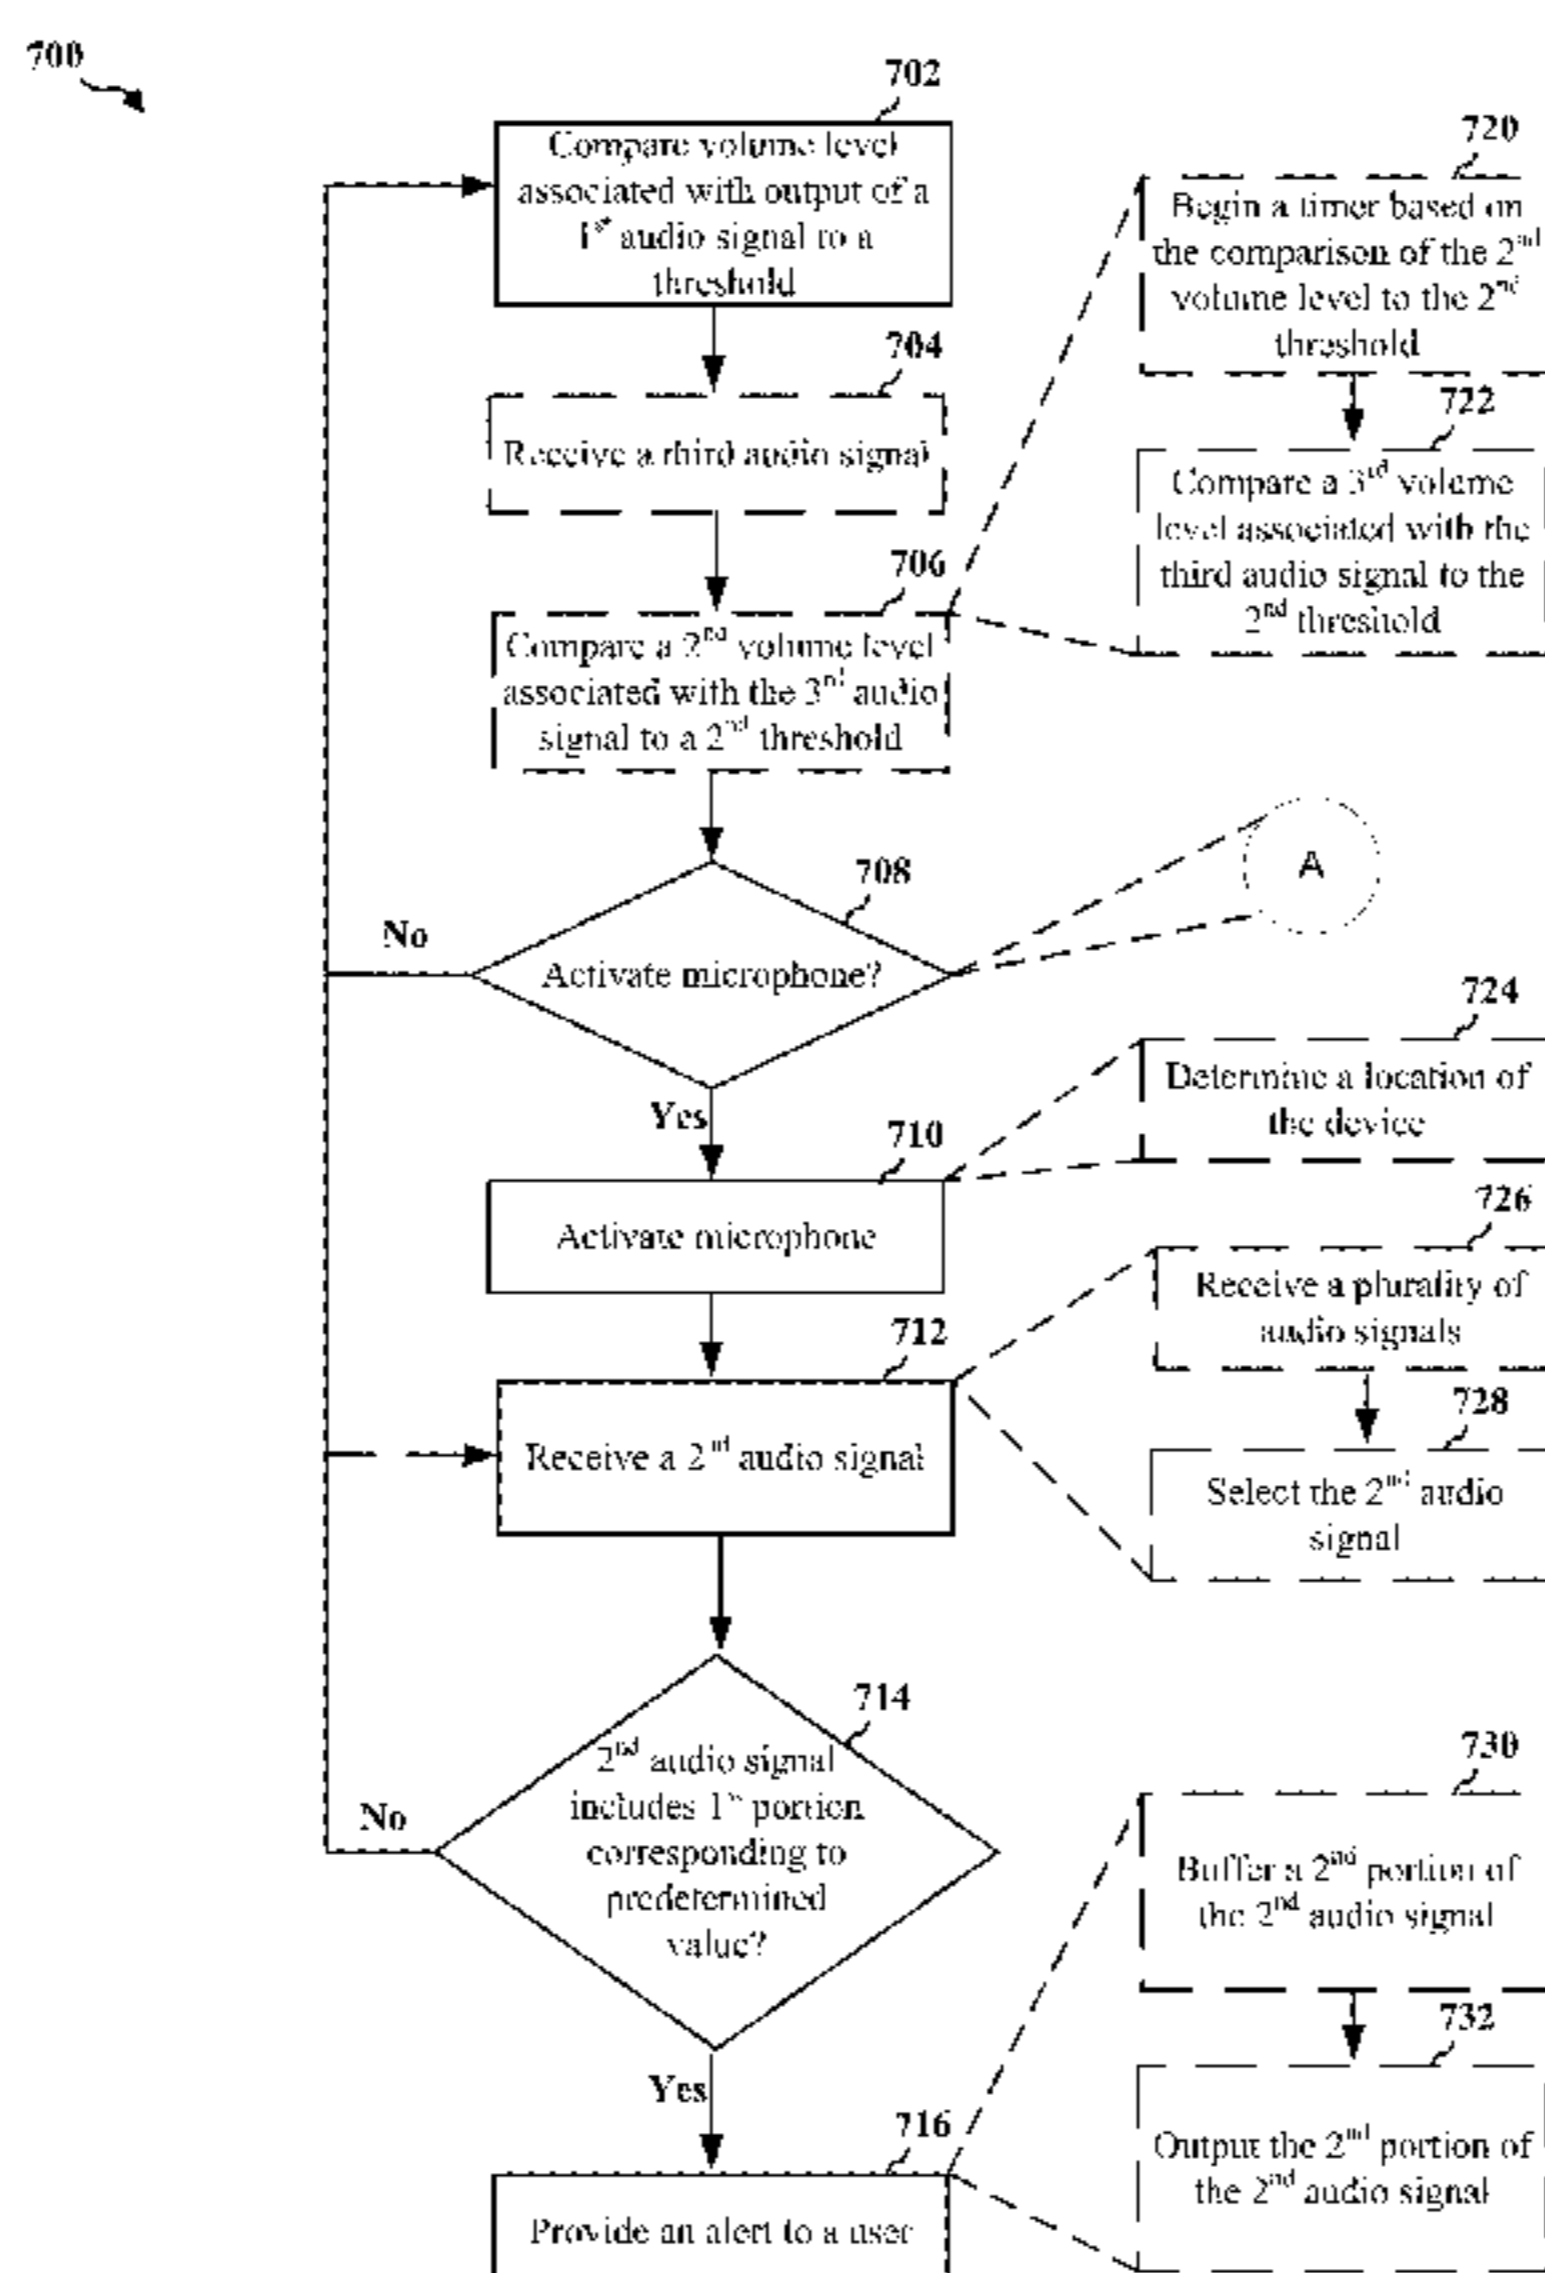 700
702
Compare volume level
associated with output of a
1st audio signal to a
threshold
704
Receive a third audio signal
706
Compare a 2nd volume level
associated with the 3rd audio
signal to a 2nd threshold
720
Begin a timer based on
the comparison of the 2nd
volume level to the 2nd
threshold
722
Compare a 3rd volume
level associated with the
third audio signal to the
2nd threshold
708
Activate microphone?
No
Yes
A
710
Activate microphone
724
Determine a location of
the device
712
Receive a 2nd audio signal
726
Receive a plurality of
audio signals
728
Select the 2nd audio
signal
714
2nd audio signal
includes 1st portion
corresponding to
predetermined
value?
No
Yes
716
Provide an alert to a user
730
Buffer a 2nd portion of
the 2nd audio signal
732
Output the 2nd portion of
the 2nd audio signal